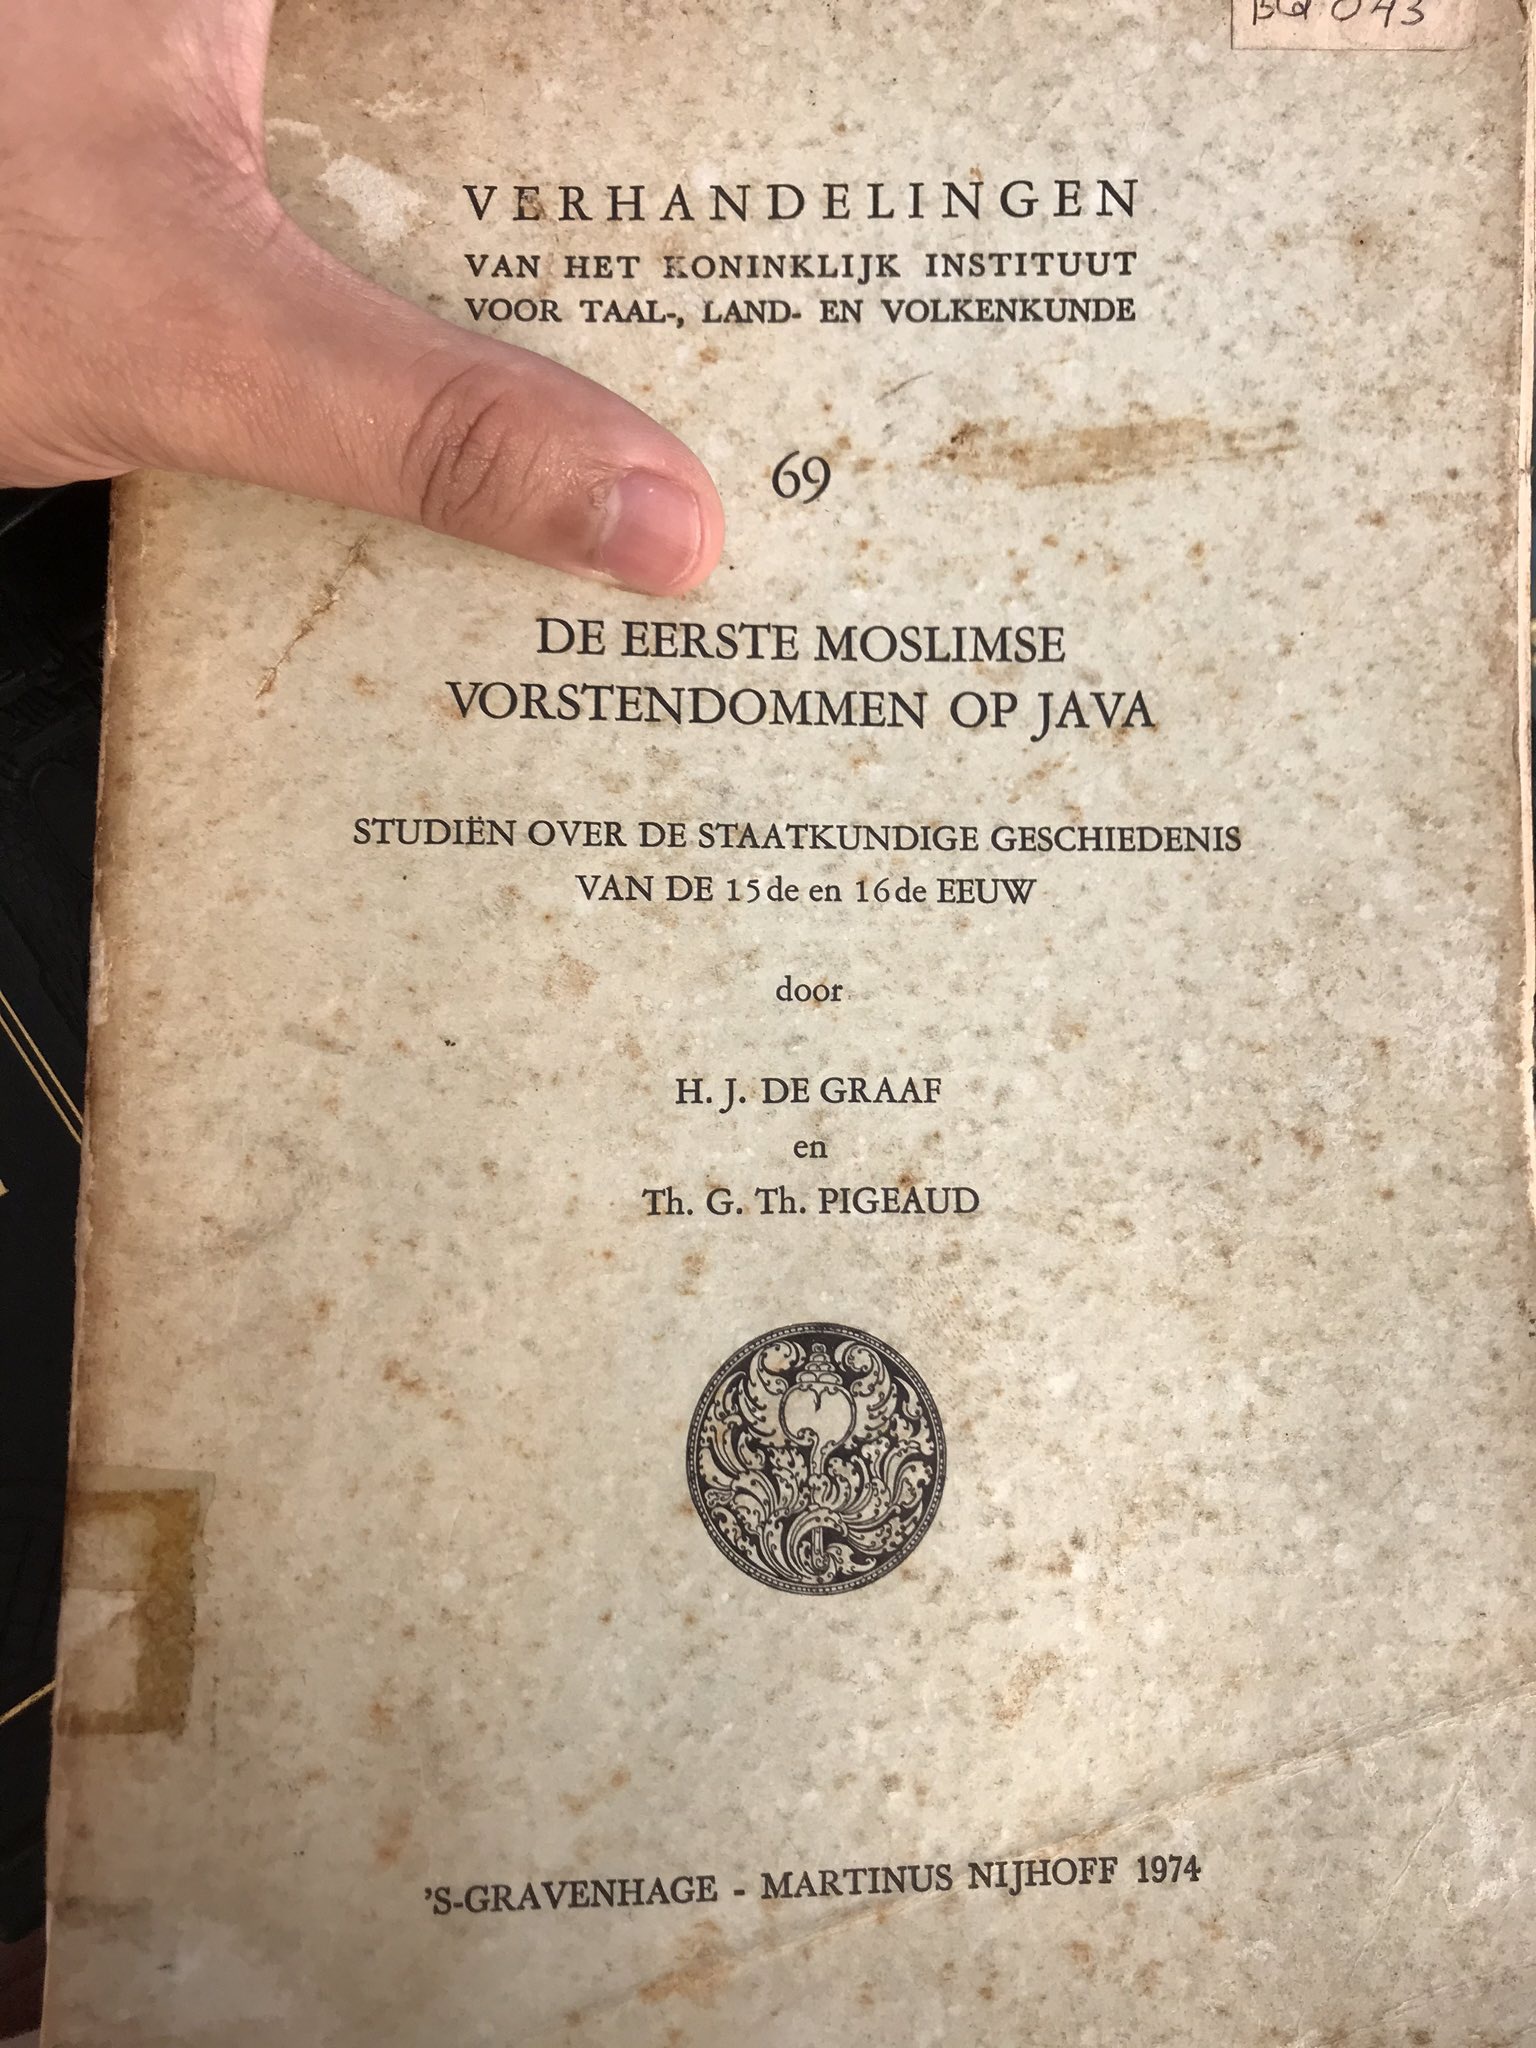 BQ 043
VERHANDELINGEN
VAN HET KONINKLIJK INSTITUUT
VOOR TAAL-, LAND- EN VOLKENKUNDE
69
DE EERSTE MOSLIMSE
VORSTENDOMMEN OP JAVA
STUDIËN OVER DE STAATKUNDIGE GESCHIEDENIS
VAN DE 15de en 16de EEUW
door
H. J. DE GRAAF
en
Th. G. Th. PIGEAUD
'S-GRAVENHAGE - MARTINUS NIJHOFF 1974